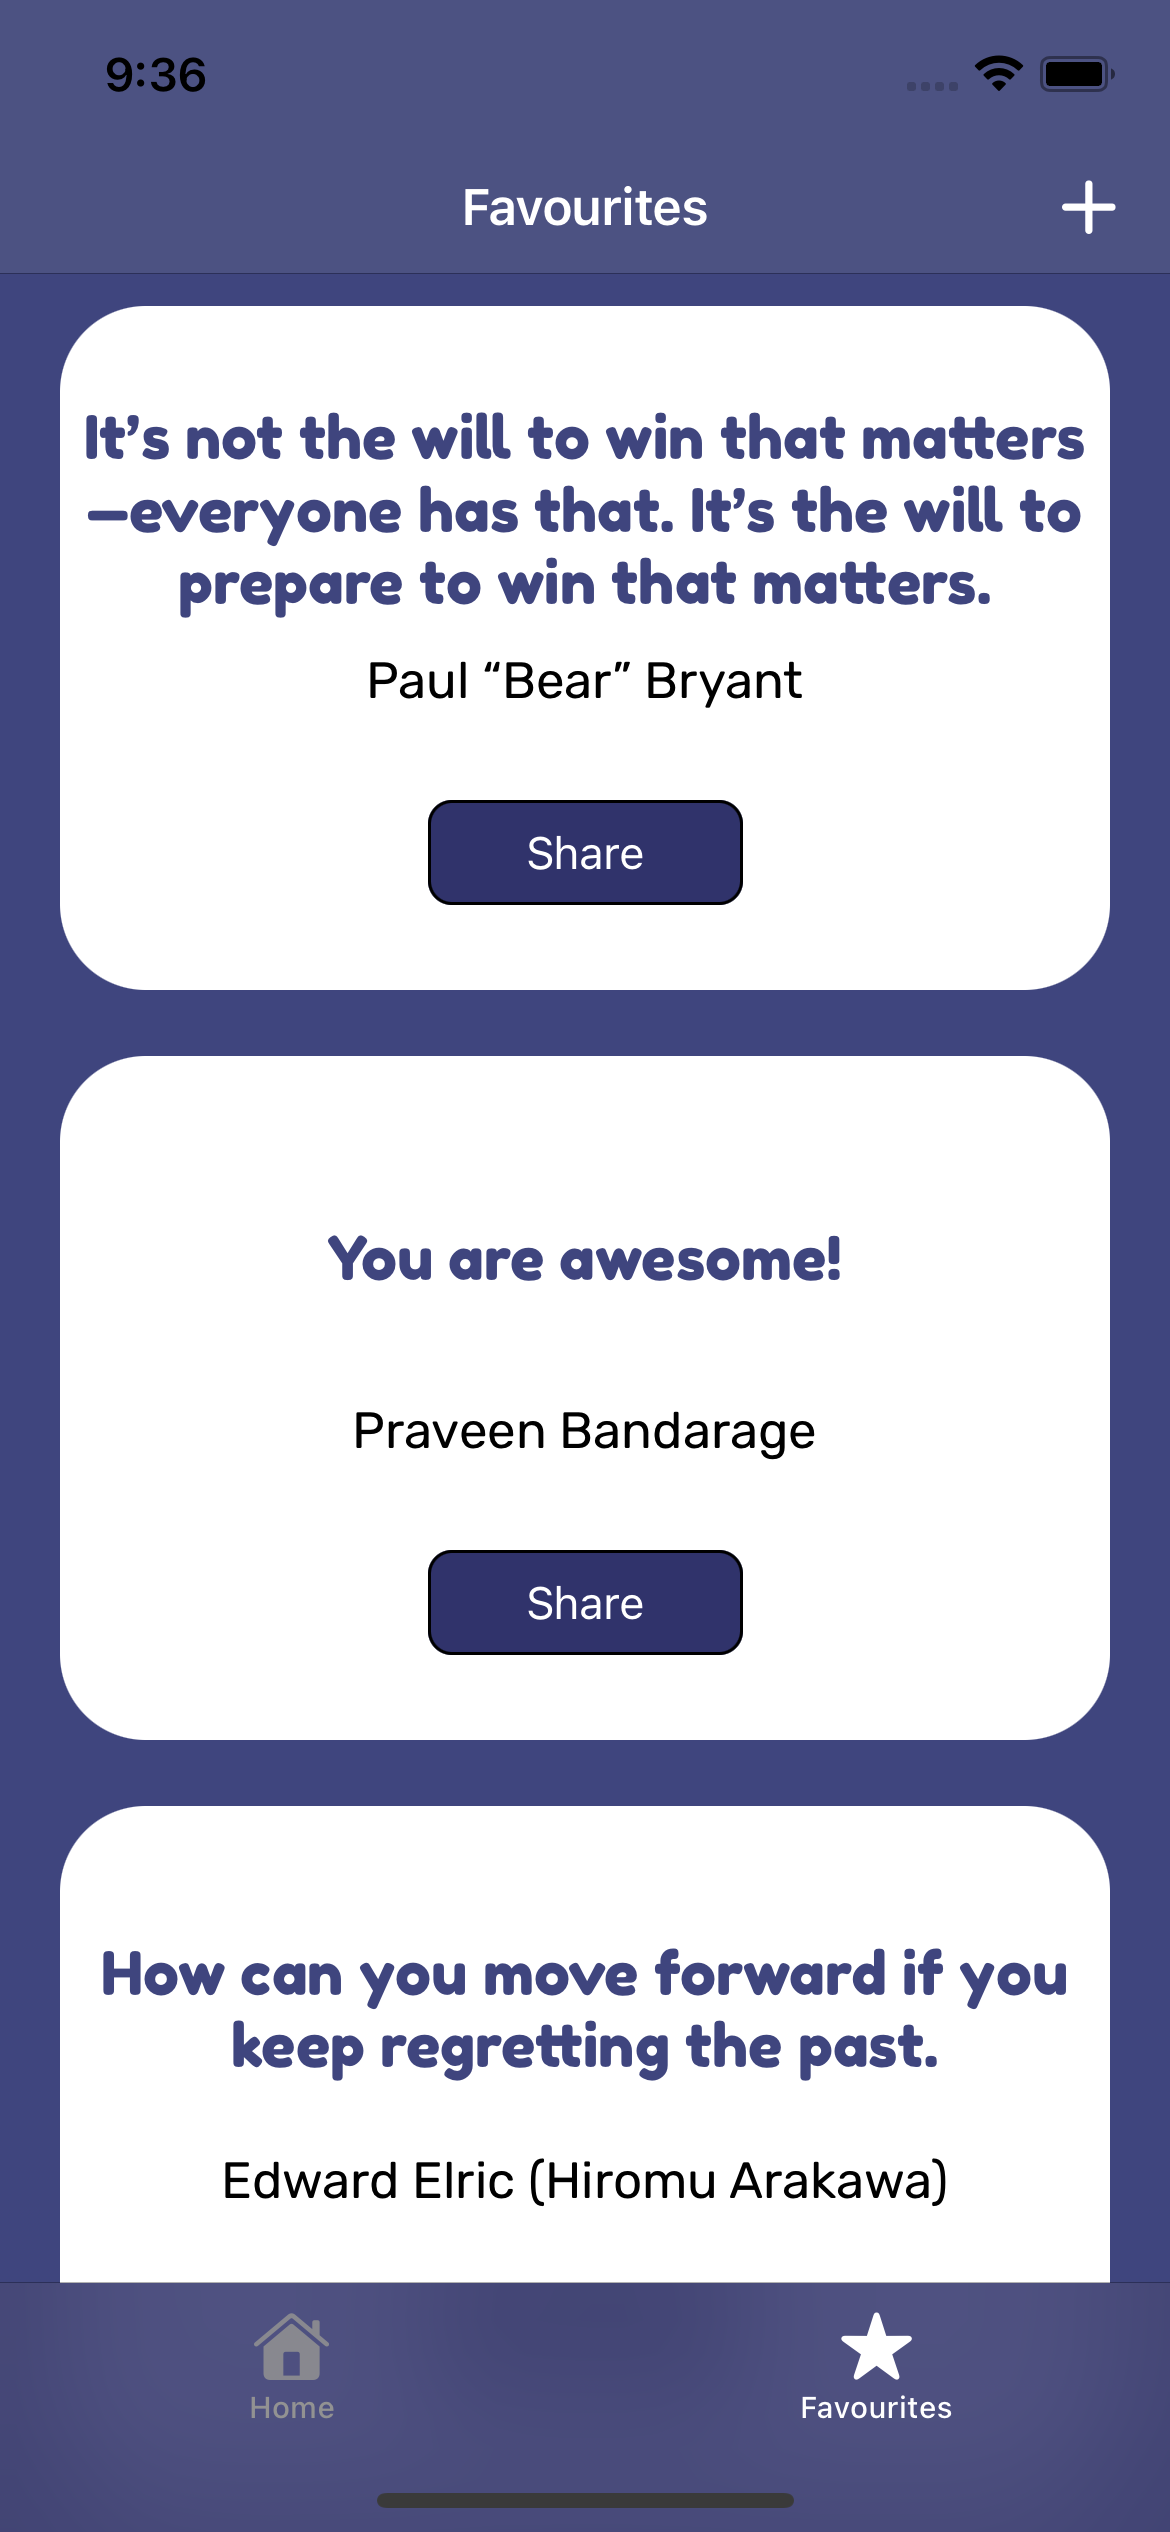 9:36
Favourites
It’s not the will to win that matters
—everyone has that. It’s the will to
prepare to win that matters.
Paul “Bear” Bryant
Share
You are awesome!
Praveen Bandarage
Share
How can you move forward if you
keep regretting the past.
Edward Elric (Hiromu Arakawa)
Home
Favourites